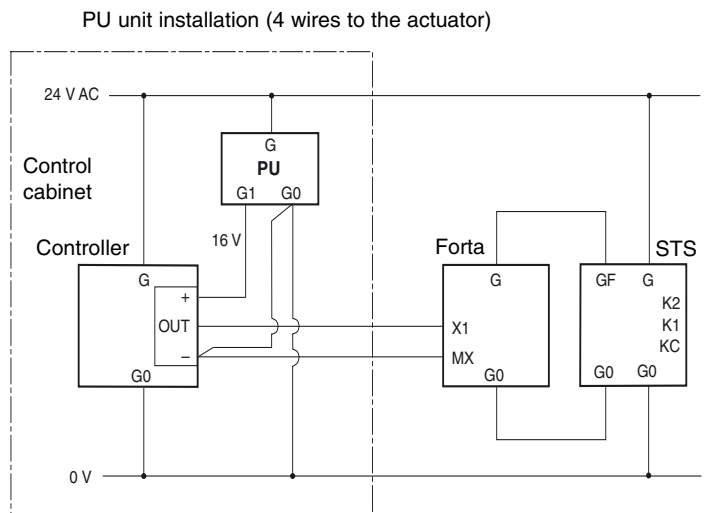 PU unit installation (4 wires to the actuator)
24 V AC
G
PU
G1 G0
Control
cabinet
16 V
Controller
Forta
STS
G
+
OUT
–
G0
G
X1
MX
G0
GF G
K2
K1
KC
G0 G0
0 V